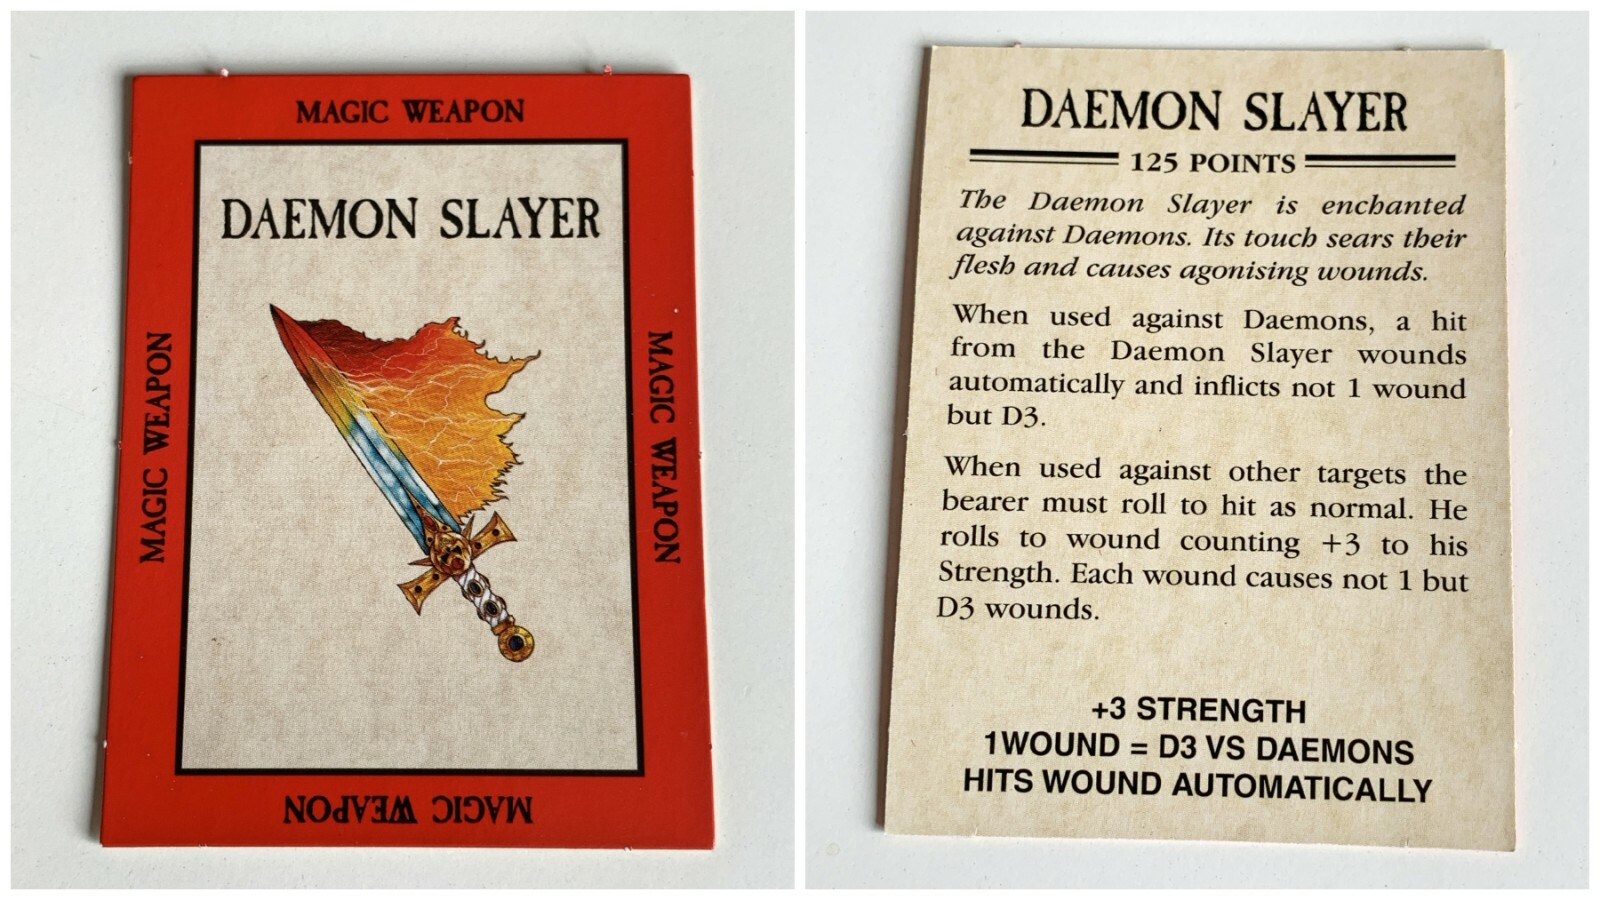 MAGIC WEAPON
DAEMON SLAYER
MAGIC WEAPON
MAGIC WEAPON
MAGIC WEAPON
DAEMON SLAYER
125 POINTS
The Daemon Slayer is enchanted
against Daemons. Its touch sears their
flesh and causes agonising wounds.
When used against Daemons, a hit
from the Daemon Slayer wounds
automatically and inflicts not 1 wound
but D3.
When used against other targets the
bearer must roll to hit as normal. He
rolls to wound counting +3 to his
Strength. Each wound causes not 1 but
D3 wounds.
+3 STRENGTH
1WOUND = D3 VS DAEMONS
HITS WOUND AUTOMATICALLY